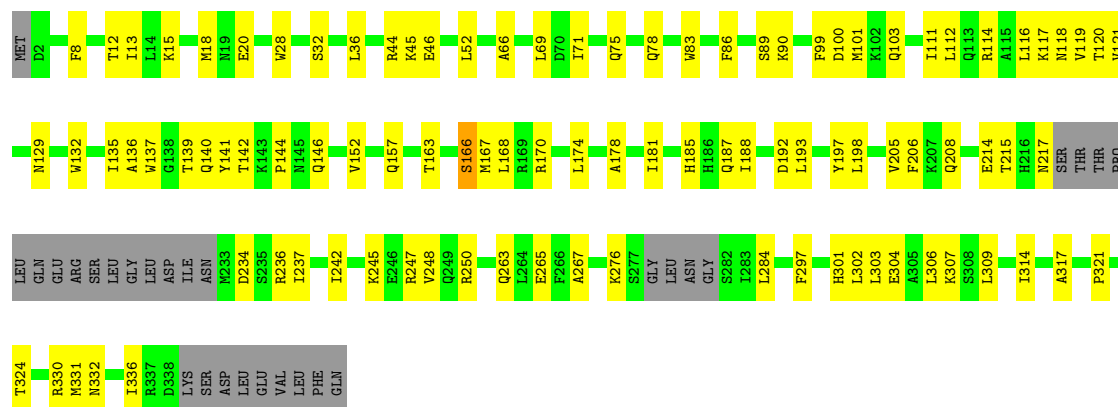 MET D2 F8 T12 I13 L14 K15 M18 N19 E20 W28 S32 L36 R44 K45 E46 L52 A66 L69 D70 I71 Q75 Q78 W83 F86 S89 K90 F99 D100 M101 K102 Q103 I111 L112 Q113 R114 A115 L116 K117 N118 V119 T120
N129 W132 I135 A136 W137 G138 T139 Q140 Y141 T142 K143 P144 N145 Q146 V152 Q157 T163 S166 M167 L168 R169 R170 L174 A178 I181 H185 H186 Q187 I188 D192 L193 Y197 L198 V205 F206 K207 Q208 E214 T215 H216 N217 SER THR THR
LEU GLN GLU ARG SER LEU GLY LEU ASP ILE ASN M233 D234 S235 R236 I237 I242 K245 E246 R247 V248 Q249 R250 Q263 L264 E265 F266 A267 K276 S277 GLY LEU ASN GLY S282 I283 L284 F297 H301 L302 L303 E304 A305 L306 K307 S308 L309 I314 A317 P321
T324 R330 M331 N332 I336 R337 D338 LYS SER ASP LEU GLU VAL LEU PHE GLN